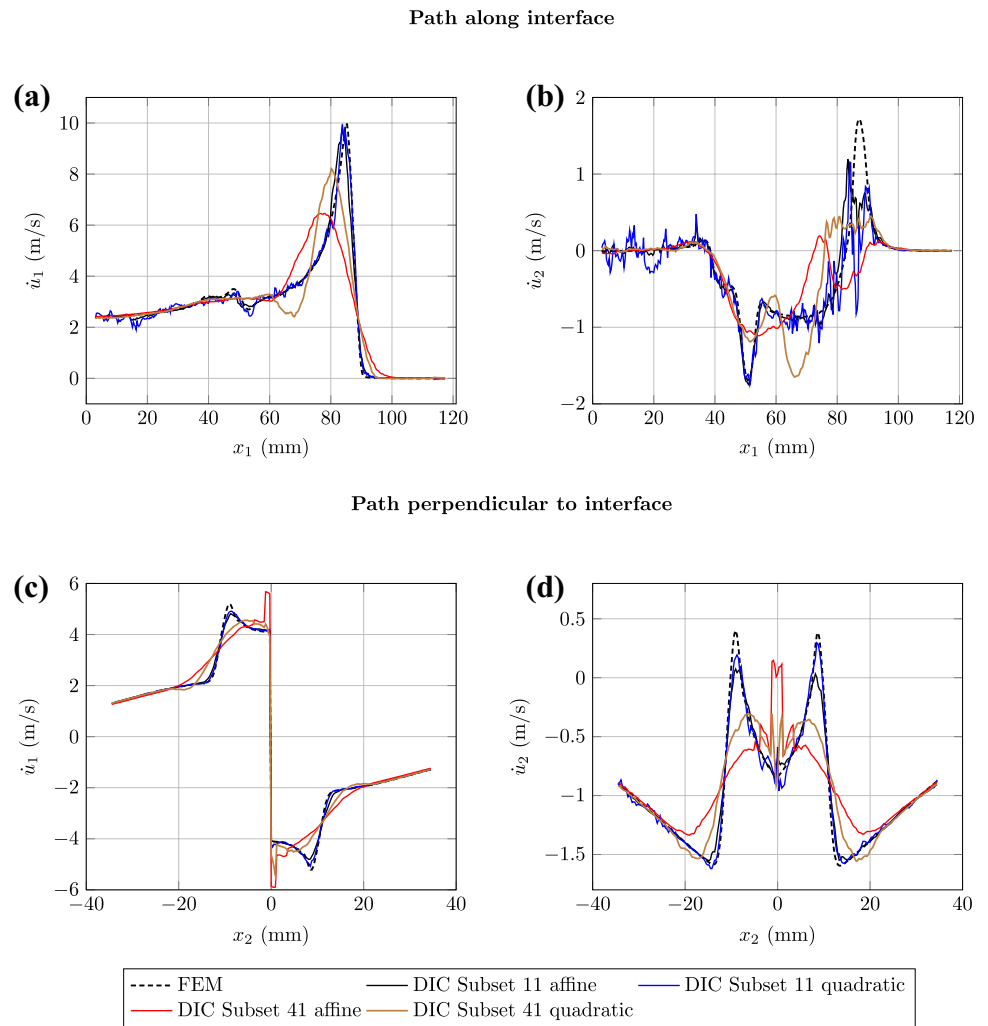 Path along interface
(a)
(b)
10
8
6
4
2
0
0
20
40
60
80
100
120
u̇₁ (m/s)
x₁ (mm)
2
1
0
−1
−2
0
20
40
60
80
100
120
u̇₂ (m/s)
x₁ (mm)
Path perpendicular to interface
(c)
(d)
6
4
2
0
−2
−4
−6
−40
−20
0
20
40
u̇₁ (m/s)
x₂ (mm)
0.5
0
−0.5
−1
−1.5
−40
−20
0
20
40
u̇₂ (m/s)
x₂ (mm)
FEM
DIC Subset 11 affine
DIC Subset 11 quadratic
DIC Subset 41 affine
DIC Subset 41 quadratic